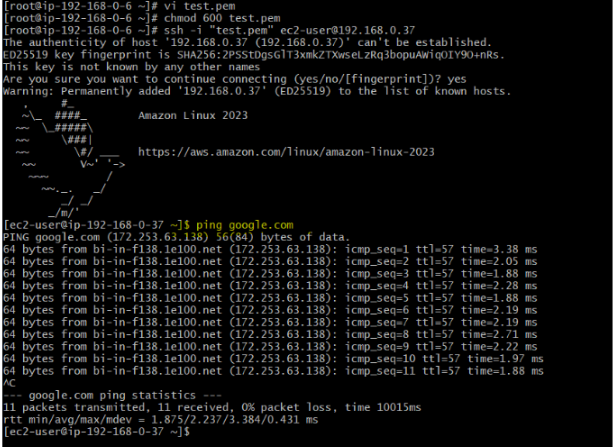 [root@ip-192-168-0-6 ~]# vi test.pem
[root@ip-192-168-0-6 ~]# chmod 600 test.pem
[root@ip-192-168-0-6 ~]# ssh -i "test.pem" ec2-user@192.168.0.37
The authenticity of host '192.168.0.37 (192.168.0.37)' can't be established.
ED25519 key fingerprint is SHA256:2PSStDgsGlT3xmkZTXwseLzRq3bopuAWiqOIY9O+nRs.
This key is not known by any other names
Are you sure you want to continue connecting (yes/no/[fingerprint])? yes
Warning: Permanently added '192.168.0.37' (ED25519) to the list of known hosts.
   ,     #_
   ~\_  ####_        Amazon Linux 2023
  ~~  \_#####\
  ~~     \###|
  ~~       \#/ ___   https://aws.amazon.com/linux/amazon-linux-2023
   ~~       V~' '->
    ~~~         /
      ~~._.   _/
         _/ _/
       _/m/'
[ec2-user@ip-192-168-0-37 ~]$ ping google.com
PING google.com (172.253.63.138) 56(84) bytes of data.
64 bytes from bi-in-f138.1e100.net (172.253.63.138): icmp_seq=1 ttl=57 time=3.38 ms
64 bytes from bi-in-f138.1e100.net (172.253.63.138): icmp_seq=2 ttl=57 time=2.05 ms
64 bytes from bi-in-f138.1e100.net (172.253.63.138): icmp_seq=3 ttl=57 time=1.88 ms
64 bytes from bi-in-f138.1e100.net (172.253.63.138): icmp_seq=4 ttl=57 time=2.28 ms
64 bytes from bi-in-f138.1e100.net (172.253.63.138): icmp_seq=5 ttl=57 time=1.88 ms
64 bytes from bi-in-f138.1e100.net (172.253.63.138): icmp_seq=6 ttl=57 time=2.19 ms
64 bytes from bi-in-f138.1e100.net (172.253.63.138): icmp_seq=7 ttl=57 time=2.19 ms
64 bytes from bi-in-f138.1e100.net (172.253.63.138): icmp_seq=8 ttl=57 time=2.71 ms
64 bytes from bi-in-f138.1e100.net (172.253.63.138): icmp_seq=9 ttl=57 time=2.22 ms
64 bytes from bi-in-f138.1e100.net (172.253.63.138): icmp_seq=10 ttl=57 time=1.97 ms
64 bytes from bi-in-f138.1e100.net (172.253.63.138): icmp_seq=11 ttl=57 time=1.88 ms
^C
--- google.com ping statistics ---
11 packets transmitted, 11 received, 0% packet loss, time 10015ms
rtt min/avg/max/mdev = 1.875/2.237/3.384/0.431 ms
[ec2-user@ip-192-168-0-37 ~]$